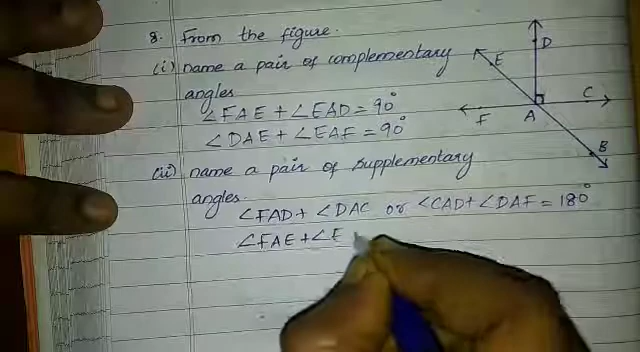 8. From the figure.
(i) name a pair of complementary
angles
∠FAE + ∠EAD = 90°
∠DAE + ∠EAF = 90°
(ii) name a pair of supplementary
angles.
∠FAD + ∠DAC or ∠CAD + ∠DAF = 180°
∠FAE + ∠E
D
E
C
F
A
B